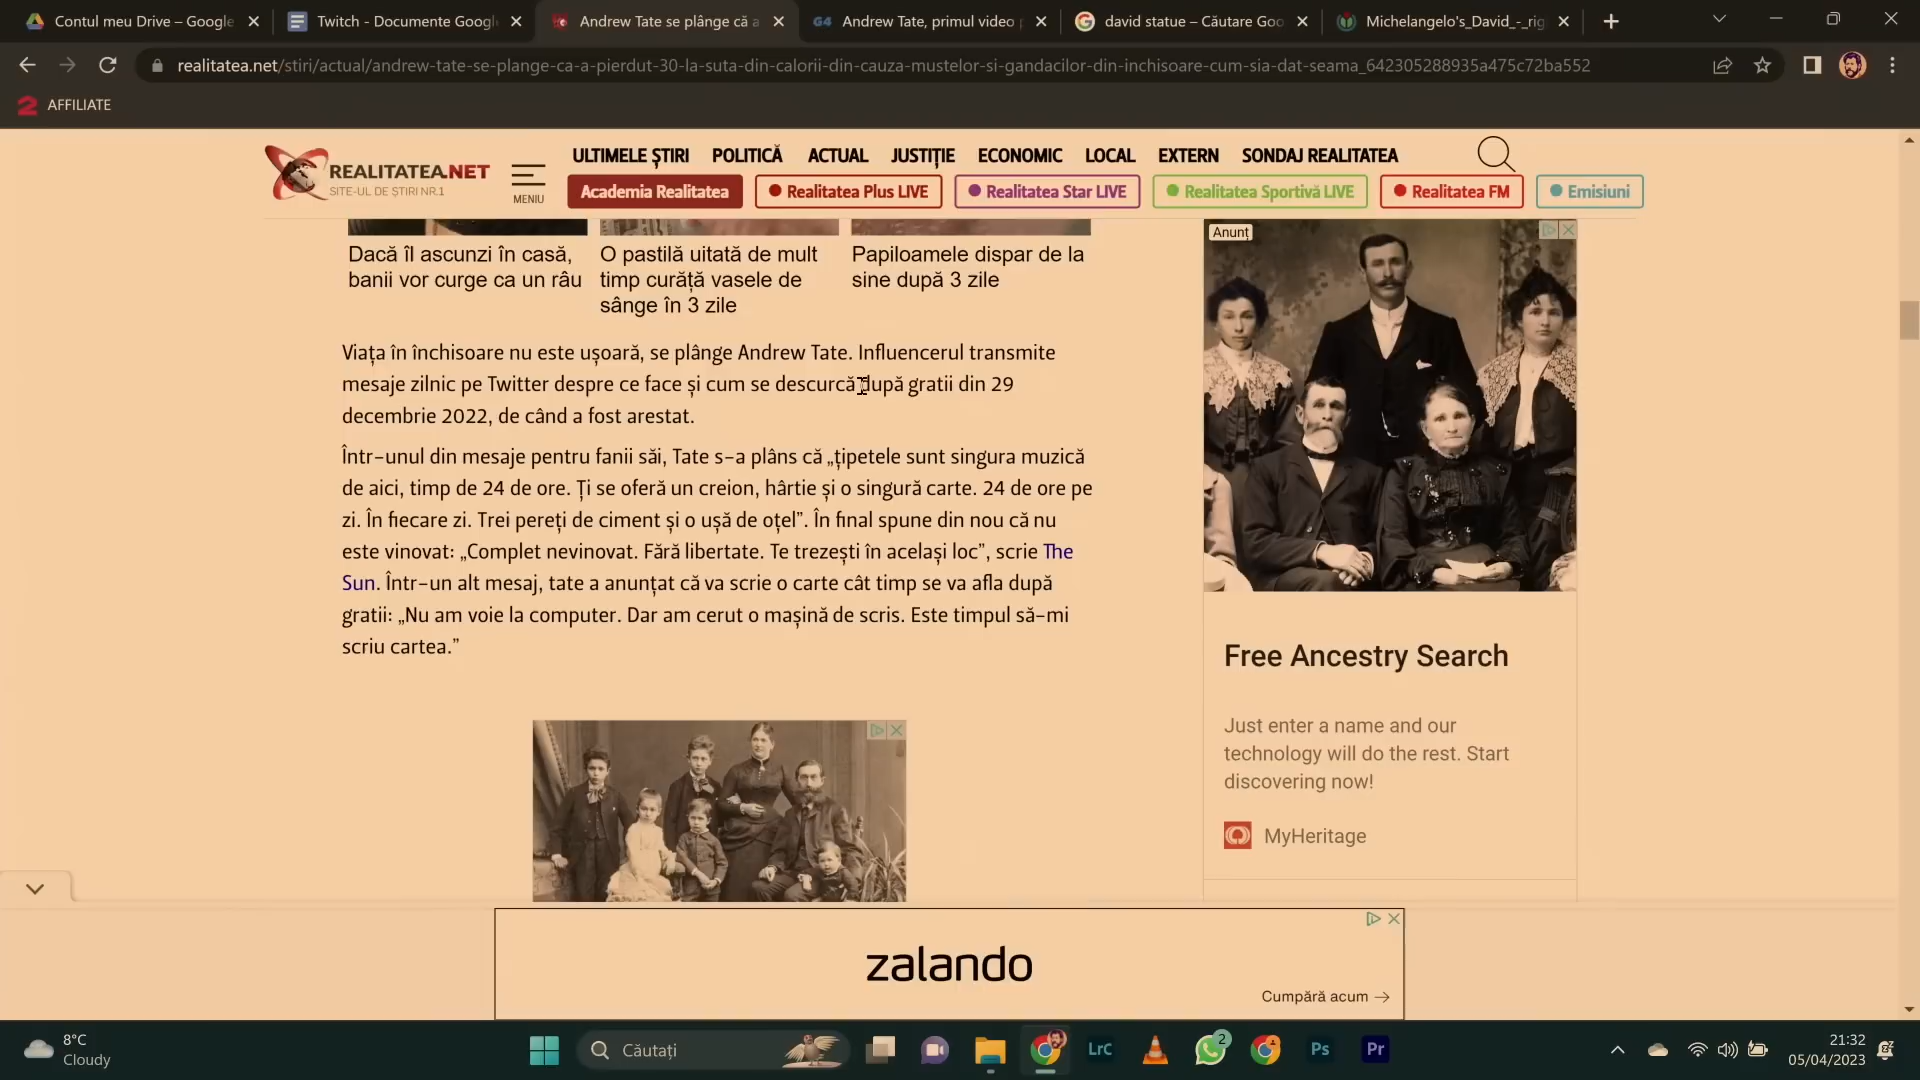 Contul meu Drive – Google
Twitch - Documente Googl
Andrew Tate se plânge că a
Andrew Tate, primul video
david statue – Căutare Goo
Michelangelo's_David_-_rig
realitatea.net/stiri/actual/andrew-tate-se-plange-ca-a-pierdut-30-la-suta-din-calorii-din-cauza-mustelor-si-gandacilor-din-inchisoare-cum-sia-dat-seama_642305288935a475c72ba552
AFFILIATE
REALITATEA.NET
SITE-UL DE ȘTIRI NR.1
MENIU
ULTIMELE ȘTIRI POLITICĂ ACTUAL JUSTIȚIE ECONOMIC LOCAL EXTERN SONDAJ REALITATEA
Academia Realitatea Realitatea Plus LIVE Realitatea Star LIVE Realitatea Sportivă LIVE Realitatea FM Emisiuni
Dacă îl ascunzi în casă,
banii vor curge ca un râu
O pastilă uitată de mult
timp curăță vasele de
sânge în 3 zile
Papiloamele dispar de la
sine după 3 zile
Viața în închisoare nu este ușoară, se plânge Andrew Tate. Influencerul transmite
mesaje zilnic pe Twitter despre ce face și cum se descurcă după gratii din 29
decembrie 2022, de când a fost arestat.
Într-unul din mesaje pentru fanii săi, Tate s-a plâns că „țipetele sunt singura muzică
de aici, timp de 24 de ore. Ți se oferă un creion, hârtie și o singură carte. 24 de ore pe
zi. În fiecare zi. Trei pereți de ciment și o ușă de oțel”. În final spune din nou că nu
este vinovat: „Complet nevinovat. Fără libertate. Te trezești în același loc”, scrie The
Sun. Într-un alt mesaj, tate a anunțat că va scrie o carte cât timp se va afla după
gratii: „Nu am voie la computer. Dar am cerut o mașină de scris. Este timpul să-mi
scriu cartea.”
Anunț
Free Ancestry Search
Just enter a name and our
technology will do the rest. Start
discovering now!
MyHeritage
zalando
Cumpără acum →
8°C
Cloudy
Căutați
LrC
2
Ps
Pr
21:32
05/04/2023